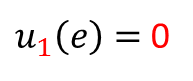 u₁(e) = 0